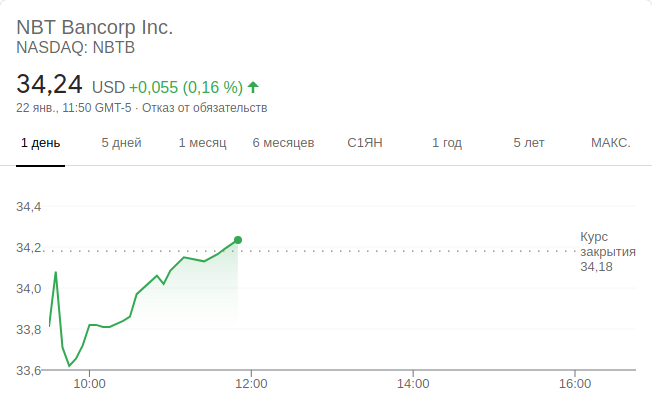 NBT Bancorp Inc.
NASDAQ: NBTB
34,24 USD +0,055 (0,16 %)
22 янв., 11:50 GMT-5 · Отказ от обязательств
1 день 5 дней 1 месяц 6 месяцев С1ЯН 1 год 5 лет МАКС.
34,4
34,2
34,0
33,8
33,6
Курс
закрытия
34,18
10:00 12:00 14:00 16:00